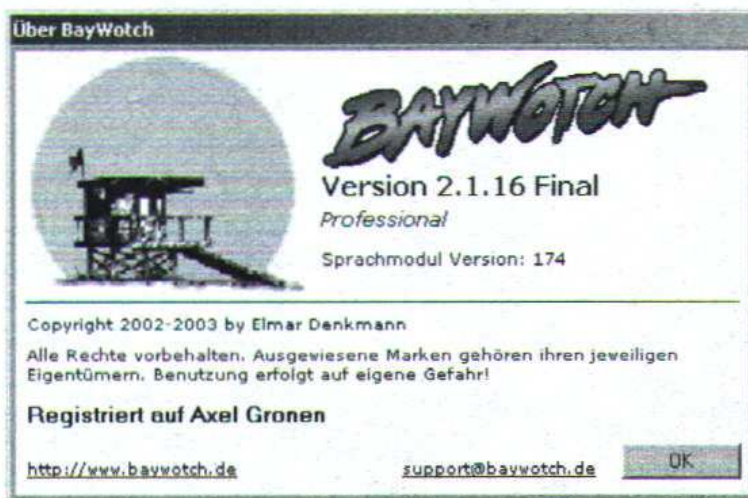 Über BayWotch
BAYWOTCH
Version 2.1.16 Final
Professional
Sprachmodul Version: 174
Copyright 2002-2003 by Elmar Denkmann
Alle Rechte vorbehalten. Ausgewiesene Marken gehören ihren jeweiligen
Eigentümern. Benutzung erfolgt auf eigene Gefahr!
Registriert auf Axel Gronen
http://www.baywotch.de
support@baywotch.de
OK